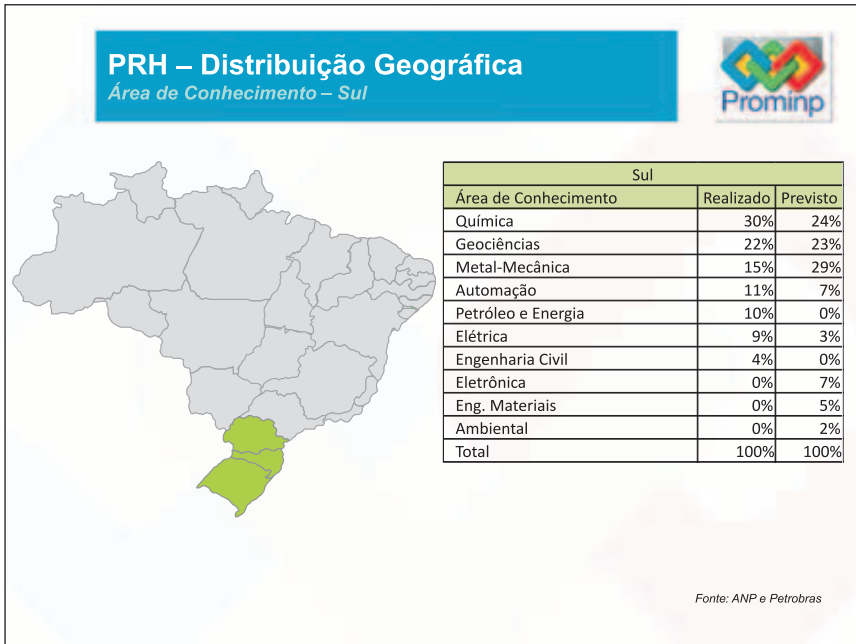 PRH – Distribuição Geográfica
Área de Conhecimento – Sul
Prominp
Sul
Área de Conhecimento Realizado Previsto
Química 30% 24%
Geociências 22% 23%
Metal-Mecânica 15% 29%
Automação 11% 7%
Petróleo e Energia 10% 0%
Elétrica 9% 3%
Engenharia Civil 4% 0%
Eletrônica 0% 7%
Eng. Materiais 0% 5%
Ambiental 0% 2%
Total 100% 100%
Fonte: ANP e Petrobras